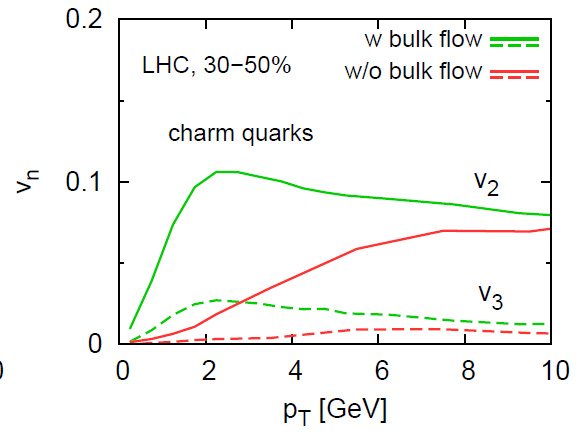 0.2
w bulk flow
LHC, 30−50%
w/o bulk flow
charm quarks
vn
0.1
v2
v3
0
0
0 2 4 6 8 10
pT [GeV]